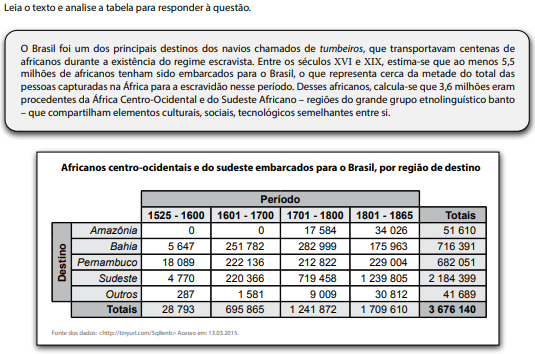 Leia o texto e analise a tabela para responder à questão.
O Brasil foi um dos principais destinos dos navios chamados de tumbeiros, que transportavam centenas de
africanos durante a existência do regime escravista. Entre os séculos XVI e XIX, estima-se que ao menos 5,5
milhões de africanos tenham sido embarcados para o Brasil, o que representa cerca da metade do total das
pessoas capturadas na África para a escravidão nesse período. Desses africanos, calcula-se que 3,6 milhões eram
procedentes da África Centro-Ocidental e do Sudeste Africano – regiões do grande grupo etnolinguístico banto
– que compartilham elementos culturais, sociais, tecnológicos semelhantes entre si.
Africanos centro-ocidentais e do sudeste embarcados para o Brasil, por região de destino
Período
1525 - 1600 1601 - 1700 1701 - 1800 1801 - 1865 Totais
Destino
Amazônia 0 0 17 584 34 026 51 610
Bahia 5 647 251 782 282 999 175 963 716 391
Pernambuco 18 089 222 136 212 822 229 004 682 051
Sudeste 4 770 220 366 719 458 1 239 805 2 184 399
Outros 287 1 581 9 009 30 812 41 689
Totais 28 793 695 865 1 241 872 1 709 610 3 676 140
Fonte dos dados: <http://tinyurl.com/5q8enb> Acesso em: 13.03.2015.